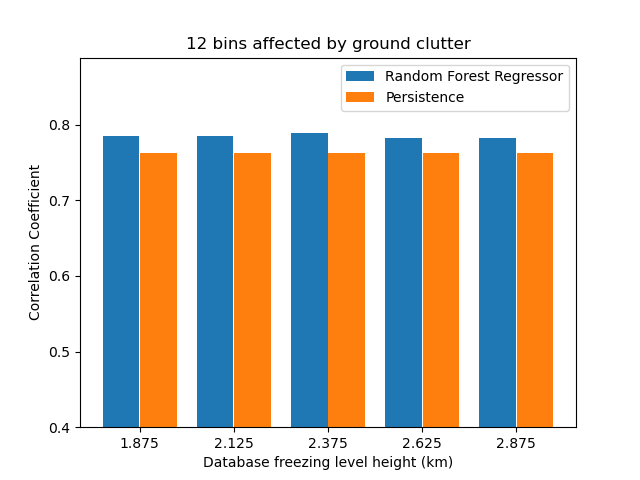 12 bins affected by ground clutter
Random Forest Regressor
Persistence
Correlation Coefficient
0.8
0.7
0.6
0.5
0.4
1.875 2.125 2.375 2.625 2.875
Database freezing level height (km)